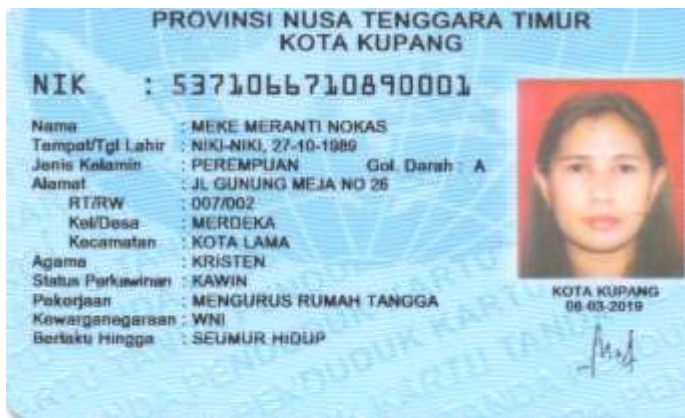 PROVINSI NUSA TENGGARA TIMUR
KOTA KUPANG
NIK : 5371066710890001
Nama : MEKE MERANTI NOKAS
Tempat/Tgl Lahir : NIKI-NIKI, 27-10-1989
Jenis Kelamin : PEREMPUAN Gol. Darah : A
Alamat : JL GUNUNG MEJA NO 26
RT/RW : 007/002
Kel/Desa : MERDEKA
Kecamatan : KOTA LAMA
Agama : KRISTEN
Status Perkawinan : KAWIN
Pekerjaan : MENGURUS RUMAH TANGGA
Kewarganegaraan : WNI
Berlaku Hingga : SEUMUR HIDUP
KOTA KUPANG
06-03-2019